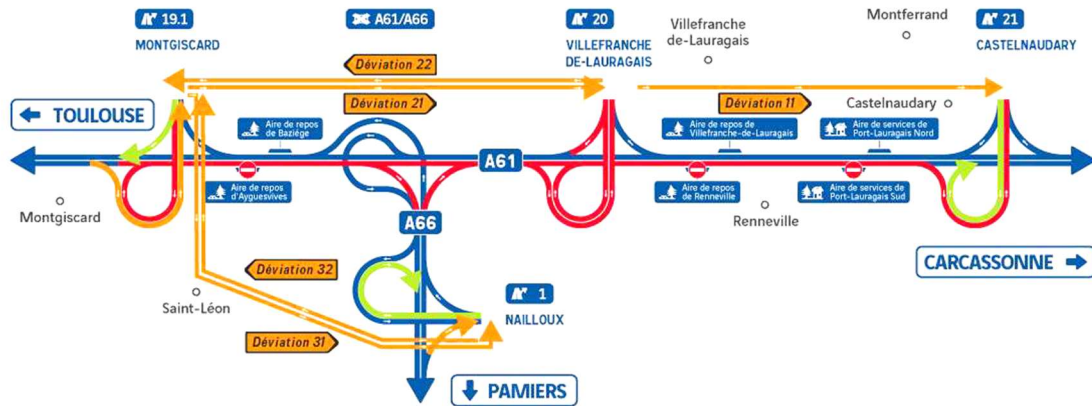 19.1
MONTGISCARD
A61/A66
20
VILLEFRANCHE
DE-LAURAGAIS
Villefranche
de-Lauragais
Montferrand
21
CASTELNAUDARY
Déviation 22
TOULOUSE
Déviation 21
Déviation 11
Castelnaudary
Aire de repos
de Baziége
Aire de repos de
Villefranche-de-Lauragais
Aire de services de
Port-Lauragais Nord
A61
Aire de repos
d'Ayguesvives
Aire de repos
de Renneville
Aire de services de
Port-Lauragais Sud
Montgiscard
Renneville
A66
CARCASSONNE
Déviation 32
Saint-Léon
1
NAILLOUX
Déviation 31
PAMIERS